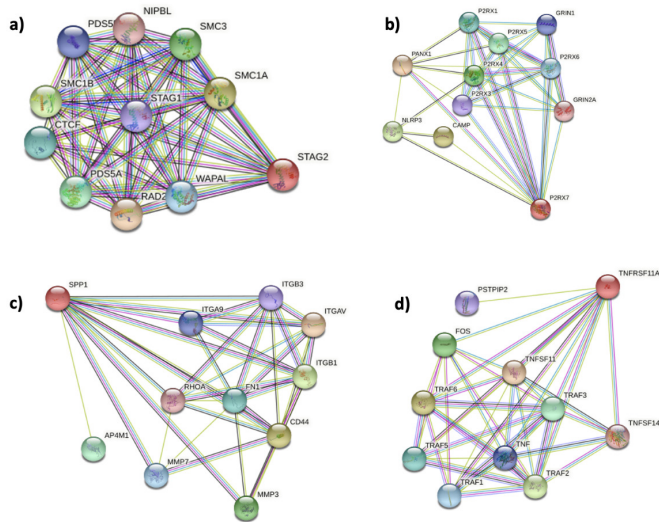 a)
NIPBL
PDS5
SMC3
SMC1B
SMC1A
STAG1
CTCF
STAG2
PDS5A
WAPAL
RAD2
b)
P2RX1
GRIN1
P2RX5
PANX1
P2RX4
P2RX6
P2RX3
GRIN2A
NLRP3
CAMP
P2RX7
c)
SPP1
ITGB3
ITGA9
ITGAV
ITGB1
RHOA
FN1
CD44
AP4M1
MMP7
MMP3
d)
TNFRSF11A
PSTPIP2
FOS
TNFSF11
TRAF6
TRAF3
TNFSF14
TRAF5
TNF
TRAF1
TRAF2